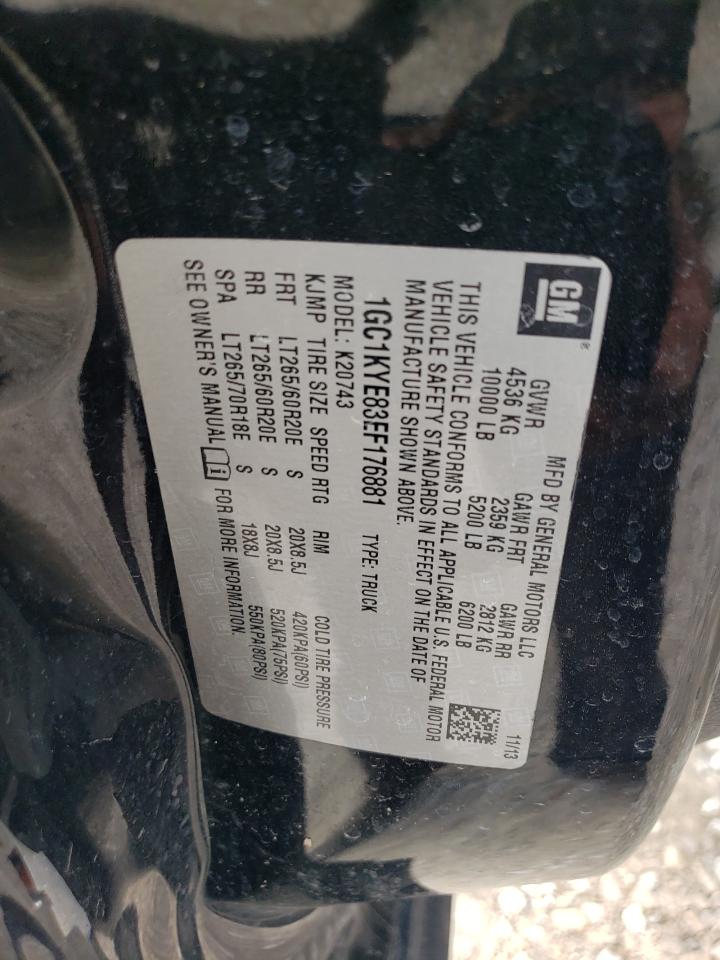 GM
MFD BY GENERAL MOTORS LLC 11/13
GVWR GAWR FRT GAWR RR
4536 KG 2359 KG 2812 KG
10000 LB 5200 LB 6200 LB
THIS VEHICLE CONFORMS TO ALL APPLICABLE U.S. FEDERAL MOTOR
VEHICLE SAFETY STANDARDS IN EFFECT ON THE DATE OF
MANUFACTURE SHOWN ABOVE.
1GC1KYE83EF176881 TYPE: TRUCK
MODEL: K20743
KJMP TIRE SIZE SPEED RTG RIM COLD TIRE PRESSURE
FRT LT265/60R20E S 20X8.5J 420KPA(60PSI)
RR LT265/60R20E S 20X8.5J 520KPA(75PSI)
SPA LT265/70R18E S 18X8J 550KPA(80PSI)
SEE OWNER'S MANUAL FOR MORE INFORMATION.